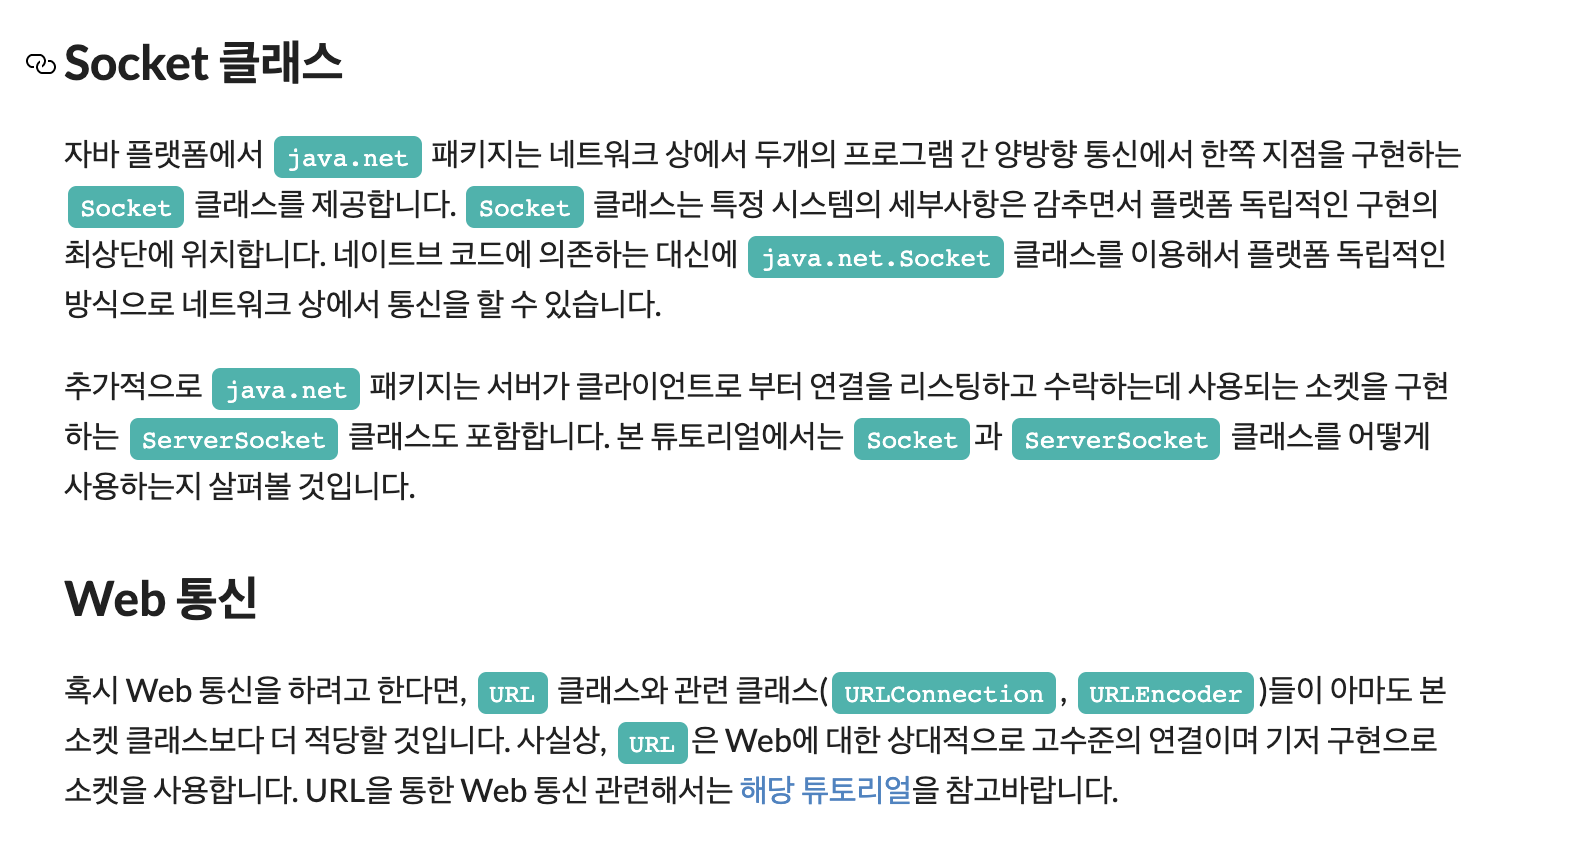 Socket 클래스
자바 플랫폼에서 java.net 패키지는 네트워크 상에서 두개의 프로그램 간 양방향 통신에서 한쪽 지점을 구현하는
Socket 클래스를 제공합니다. Socket 클래스는 특정 시스템의 세부사항은 감추면서 플랫폼 독립적인 구현의
최상단에 위치합니다. 네이트브 코드에 의존하는 대신에 java.net.Socket 클래스를 이용해서 플랫폼 독립적인
방식으로 네트워크 상에서 통신을 할 수 있습니다.
추가적으로 java.net 패키지는 서버가 클라이언트로 부터 연결을 리스팅하고 수락하는데 사용되는 소켓을 구현
하는 ServerSocket 클래스도 포함합니다. 본 튜토리얼에서는 Socket과 ServerSocket 클래스를 어떻게
사용하는지 살펴볼 것입니다.
Web 통신
혹시 Web 통신을 하려고 한다면, URL 클래스와 관련 클래스(URLConnection, URLEncoder)들이 아마도 본
소켓 클래스보다 더 적당할 것입니다. 사실상, URL은 Web에 대한 상대적으로 고수준의 연결이며 기저 구현으로
소켓을 사용합니다. URL을 통한 Web 통신 관련해서는 해당 튜토리얼을 참고바랍니다.